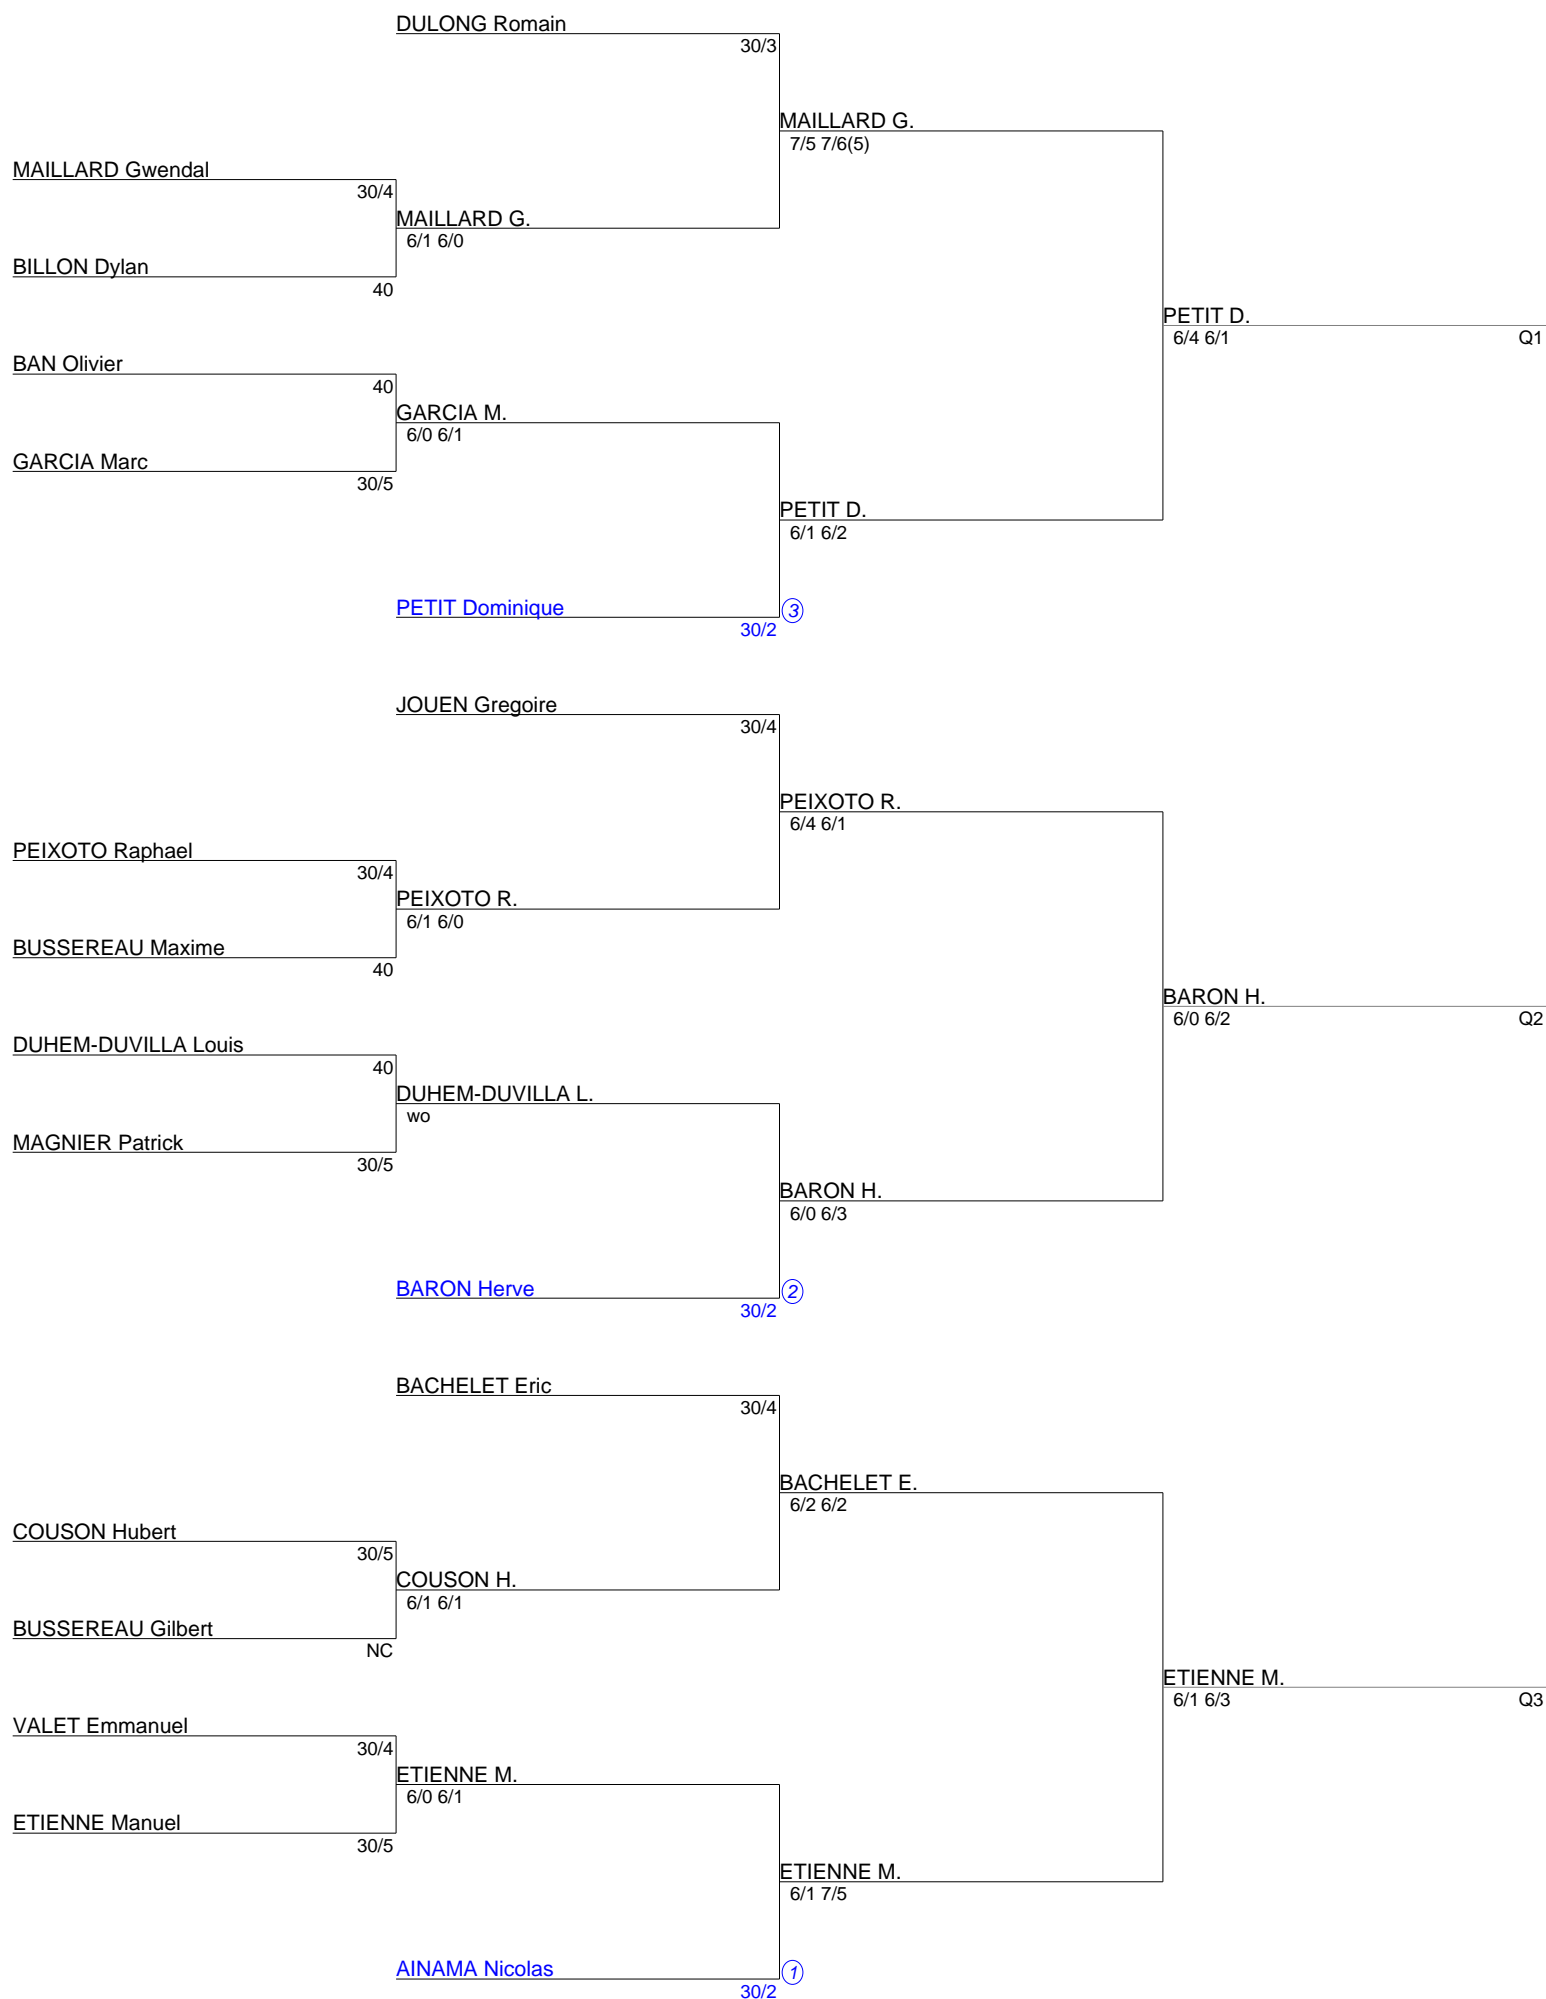 DULONG Romain
30/3
MAILLARD G.
7/5 7/6(5)
MAILLARD Gwendal
30/4
MAILLARD G.
6/1 6/0
BILLON Dylan
40
PETIT D.
6/4 6/1
Q1
BAN Olivier
40
GARCIA M.
6/0 6/1
GARCIA Marc
30/5
PETIT D.
6/1 6/2
PETIT Dominique
3
30/2
JOUEN Gregoire
30/4
PEIXOTO R.
6/4 6/1
PEIXOTO Raphael
30/4
PEIXOTO R.
6/1 6/0
BUSSEREAU Maxime
40
BARON H.
6/0 6/2
Q2
DUHEM-DUVILLA Louis
40
DUHEM-DUVILLA L.
wo
MAGNIER Patrick
30/5
BARON H.
6/0 6/3
BARON Herve
2
30/2
BACHELET Eric
30/4
BACHELET E.
6/2 6/2
COUSON Hubert
30/5
COUSON H.
6/1 6/1
BUSSEREAU Gilbert
NC
ETIENNE M.
6/1 6/3
Q3
VALET Emmanuel
30/4
ETIENNE M.
6/0 6/1
ETIENNE Manuel
30/5
ETIENNE M.
6/1 7/5
AINAMA Nicolas
1
30/2